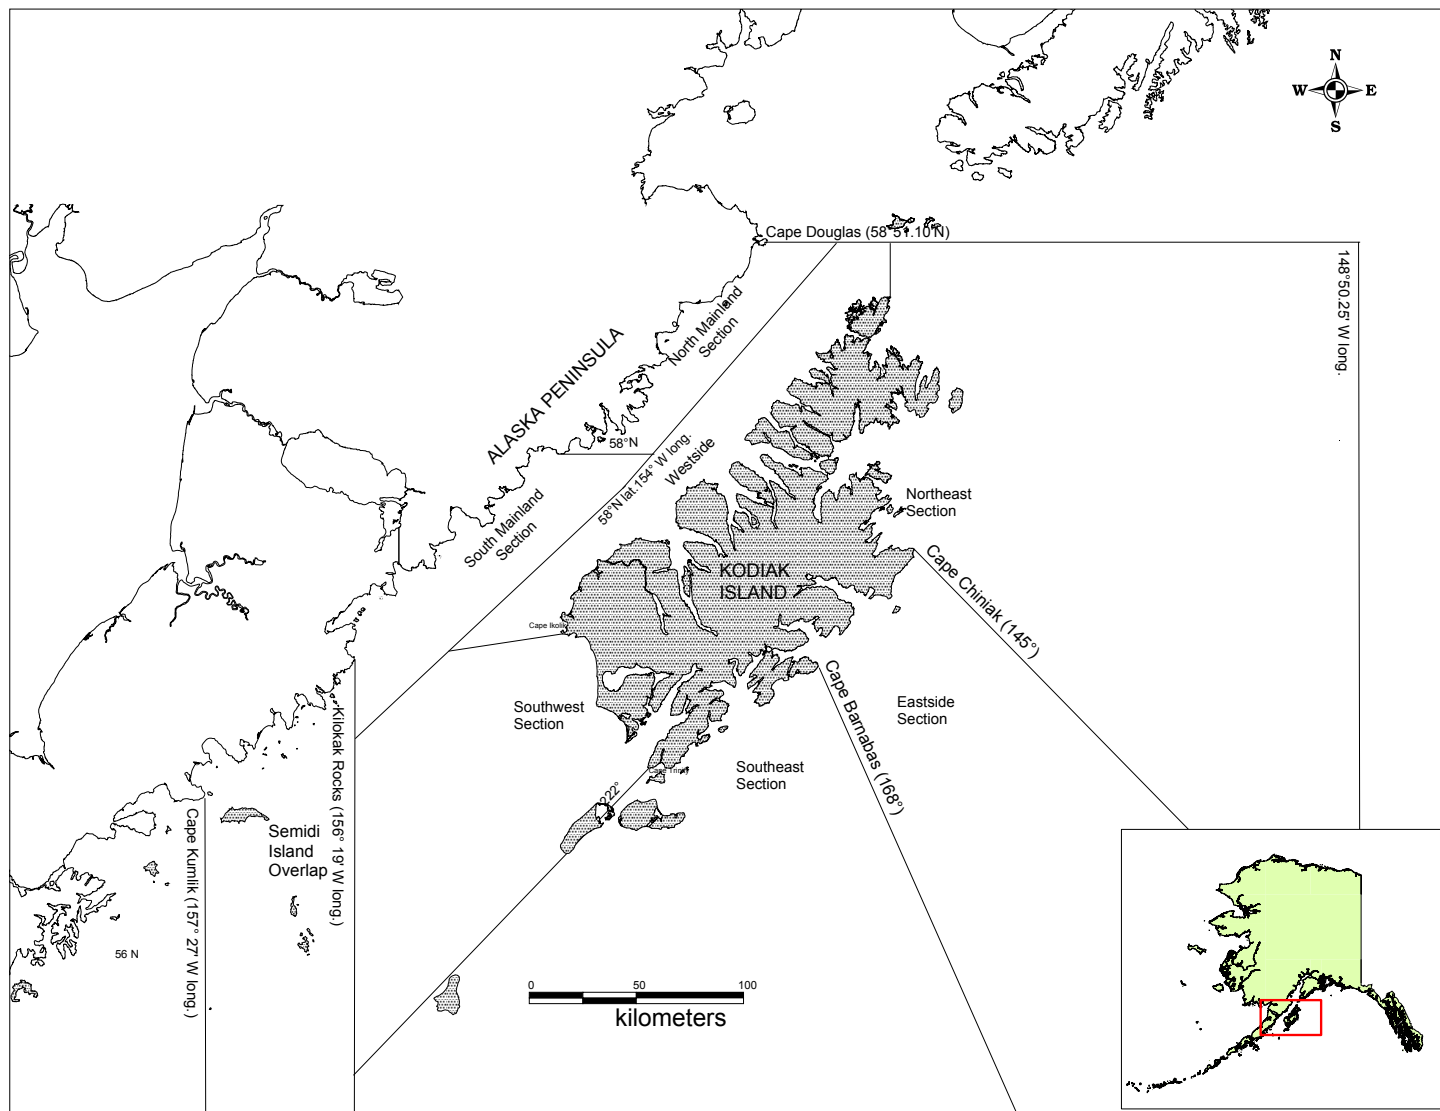 N
W
E
S
Cape Douglas (58°51.10'N)
148°50.25' W long.
North Mainland
Section
ALASKA PENINSULA
58°N
58°N lat.154° W long.
Westside
South Mainland
Section
Northeast
Section
KODIAK
ISLAND
Cape Chiniak (145°)
Cape Ikolik
Cape Barnabas (168°)
Eastside
Section
Southwest
Section
Southeast
Section
Cape Trinity
222°
Kilokak Rocks (156° 19' W long.)
Cape Kumlik (157° 27' W long.)
Semidi
Island
Overlap
56 N
0 50 100
kilometers